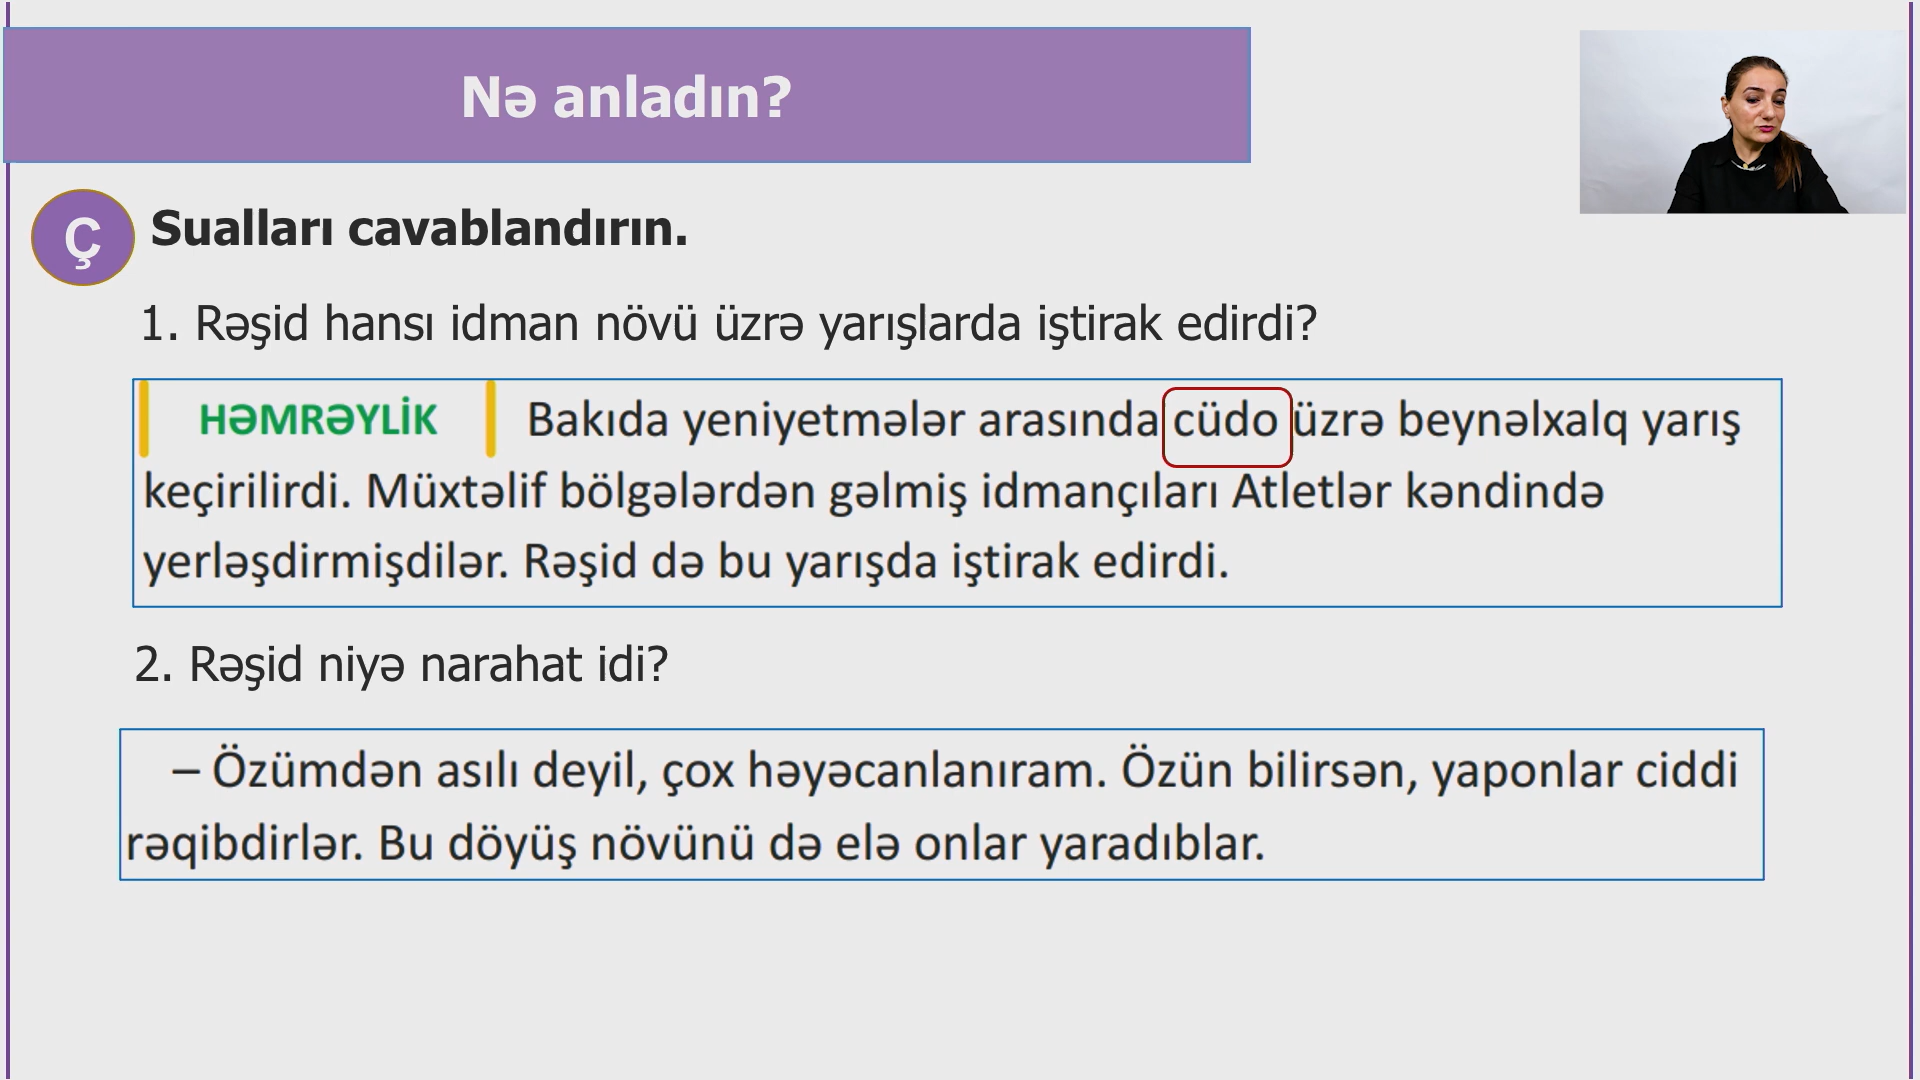 Nə anladın?
Ç Sualları cavablandırın.
1. Rəşid hansı idman növü üzrə yarışlarda iştirak edirdi?
HƏMRƏYLİK Bakıda yeniyetmələr arasında cüdo üzrə beynəlxalq yarış
keçirilirdi. Müxtəlif bölgələrdən gəlmiş idmançıları Atletlər kəndində
yerləşdirmişdilər. Rəşid də bu yarışda iştirak edirdi.
2. Rəşid niyə narahat idi?
– Özümdən asılı deyil, çox həyəcanlanıram. Özün bilirsən, yaponlar ciddi
rəqibdirlər. Bu döyüş növünü də elə onlar yaradıblar.